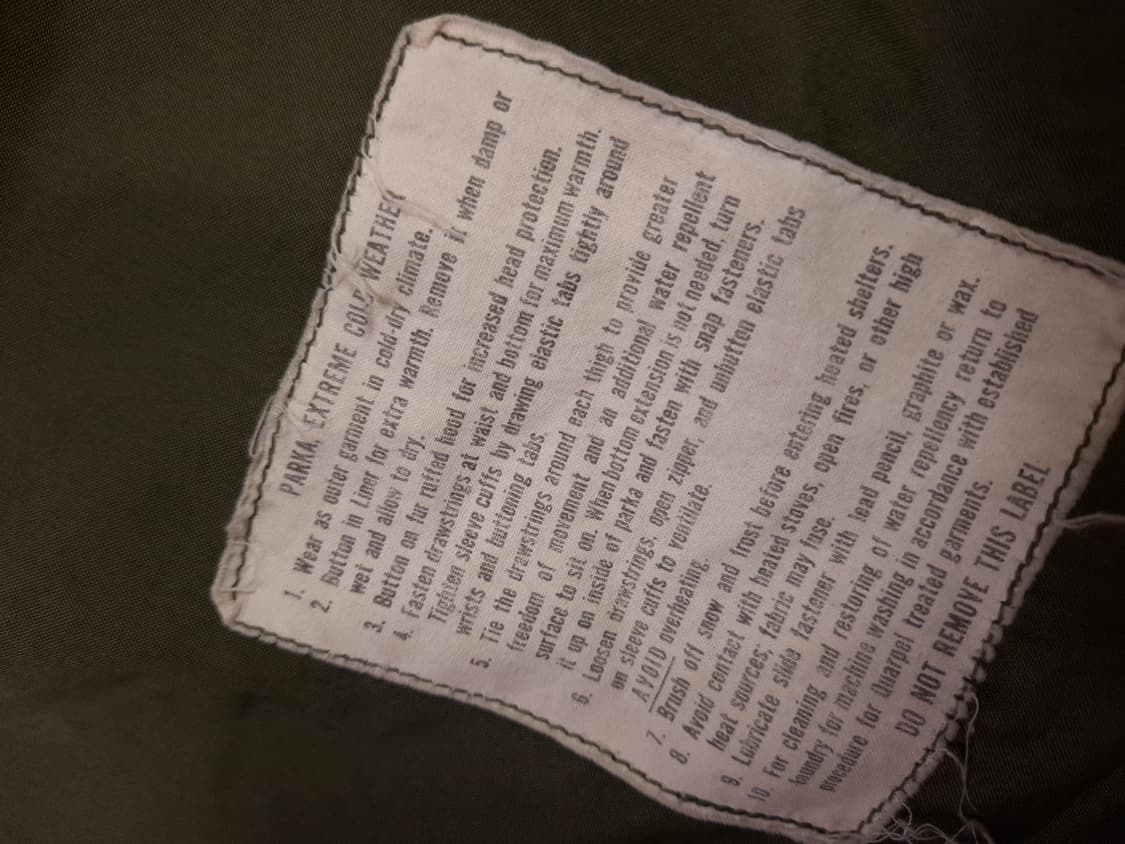 PARKA, EXTREME COLD WEATHER
1. Wear as outer garment in cold-dry climate.
2. Button in Liner for extra warmth. Remove it when damp or
wet and allow to dry.
3. Button on fur ruffed hood for increased head protection.
4. Fasten drawstrings at waist and bottom for maximum warmth.
Tighten sleeve cuffs by drawing elastic tabs tightly around
wrists and buttoning tabs.
5. Tie the drawstrings around each thigh to provide greater
freedom of movement and an additional water repellent
surface to sit on. When bottom extension is not needed, turn
it up on inside of parka and fasten with snap fasteners.
6. Loosen drawstrings, open zipper, and unbutton elastic tabs
on sleeve cuffs to ventilate.
AVOID overheating.
7. Brush off snow and frost before entering heated shelters.
8. Avoid contact with heated stoves, open fires, or other high
heat sources; fabric may fuse.
9. Lubricate slide fastener with lead pencil, graphite or wax.
10. For cleaning and restoring of water repellency return to
laundry for machine washing in accordance with established
procedure for Quarpel treated garments.
DO NOT REMOVE THIS LABEL